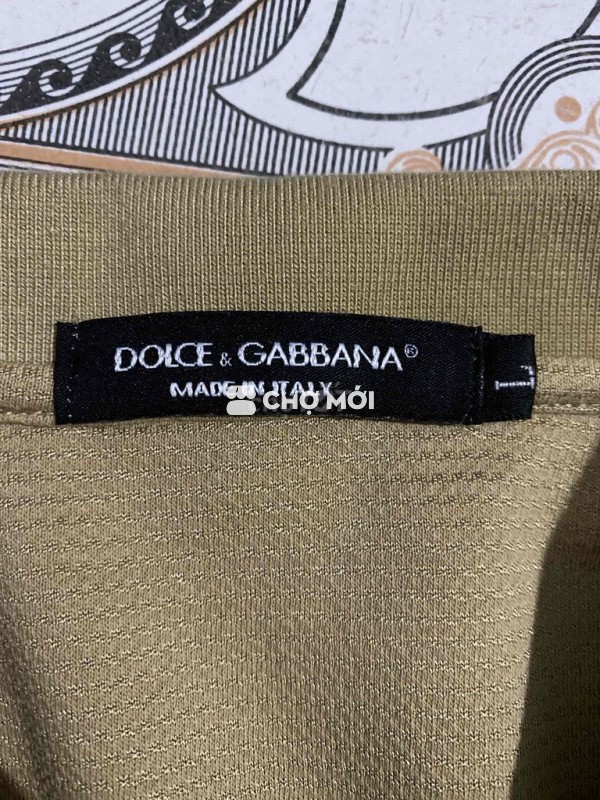 DOLCE & GABBANA®
MADE IN ITALY
CHỢ MỚI